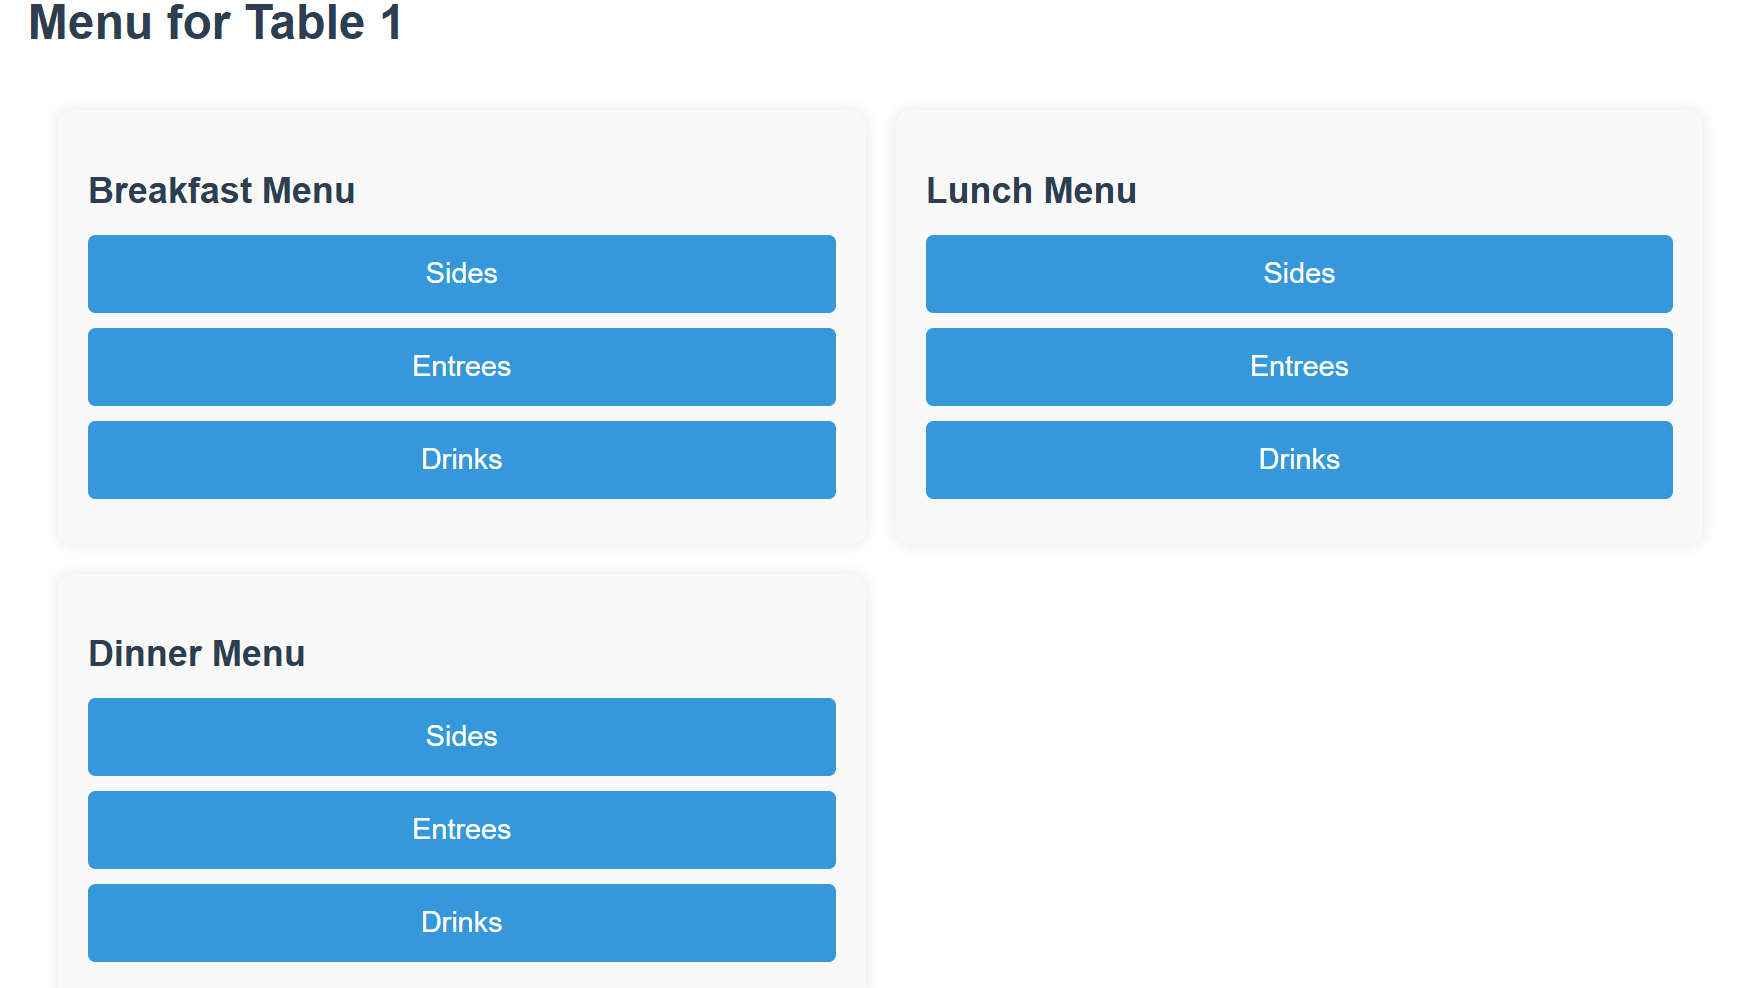 Menu for Table 1
Breakfast Menu
Sides
Entrees
Drinks
Lunch Menu
Sides
Entrees
Drinks
Dinner Menu
Sides
Entrees
Drinks